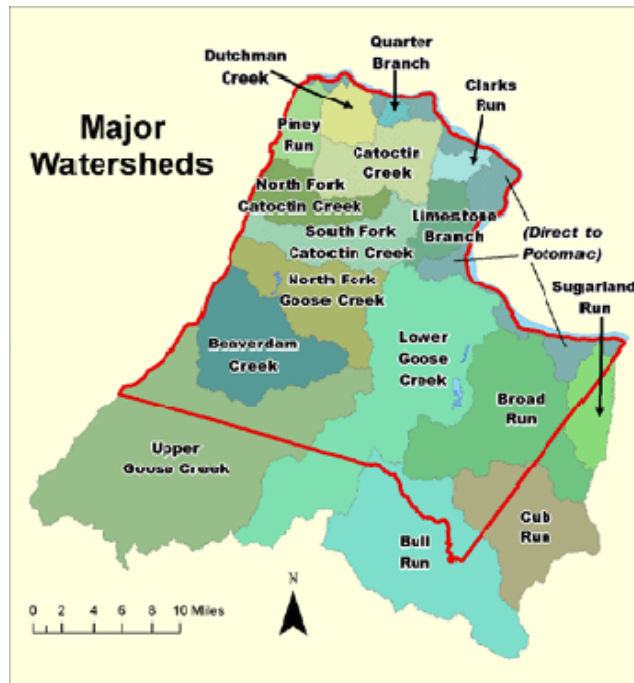 Major
Watersheds
Dutchman
Creek
Quarter
Branch
Clarks
Run
Piney
Run
Catoctin
Creek
North Fork
Catoctin Creek
Limestone
Branch
South Fork
Catoctin Creek
(Direct to
Potomac)
North Fork
Goose Creek
Sugarland
Run
Beaverdam
Creek
Lower
Goose
Creek
Broad
Run
Upper
Goose Creek
Cub
Run
Bull
Run
N
0 2 4 6 8 10 Miles